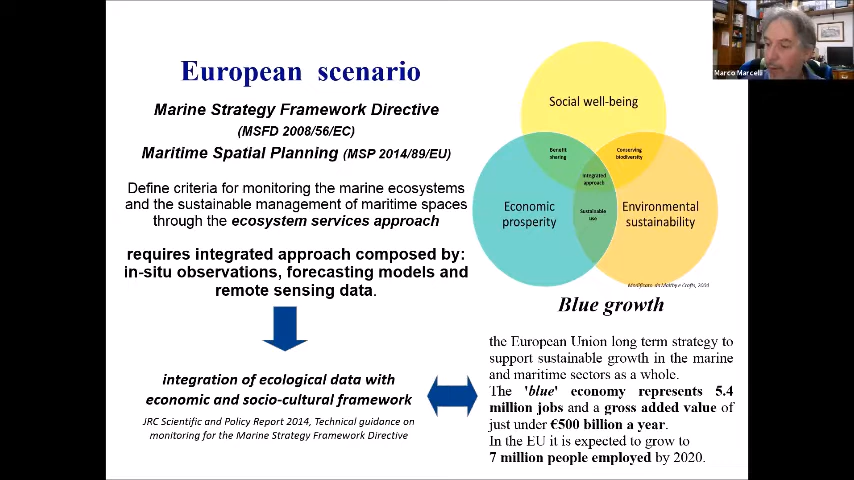 European scenario
Marine Strategy Framework Directive
(MSFD 2008/56/EC)
Maritime Spatial Planning (MSP 2014/89/EU)
Define criteria for monitoring the marine ecosystems
and the sustainable management of maritime spaces
through the ecosystem services approach
requires integrated approach composed by:
in-situ observations, forecasting models and
remote sensing data.
integration of ecological data with
economic and socio-cultural framework
JRC Scientific and Policy Report 2014, Technical guidance on
monitoring for the Marine Strategy Framework Directive
Marco Marcelli
Social well-being
Benefit
sharing
Conserving
biodiversity
Integrated
approach
Economic
prosperity
Sustainable
use
Environmental
sustainability
Blue growth
the European Union long term strategy to
support sustainable growth in the marine
and maritime sectors as a whole.
The 'blue' economy represents 5.4
million jobs and a gross added value of
just under €500 billion a year.
In the EU it is expected to grow to
7 million people employed by 2020.